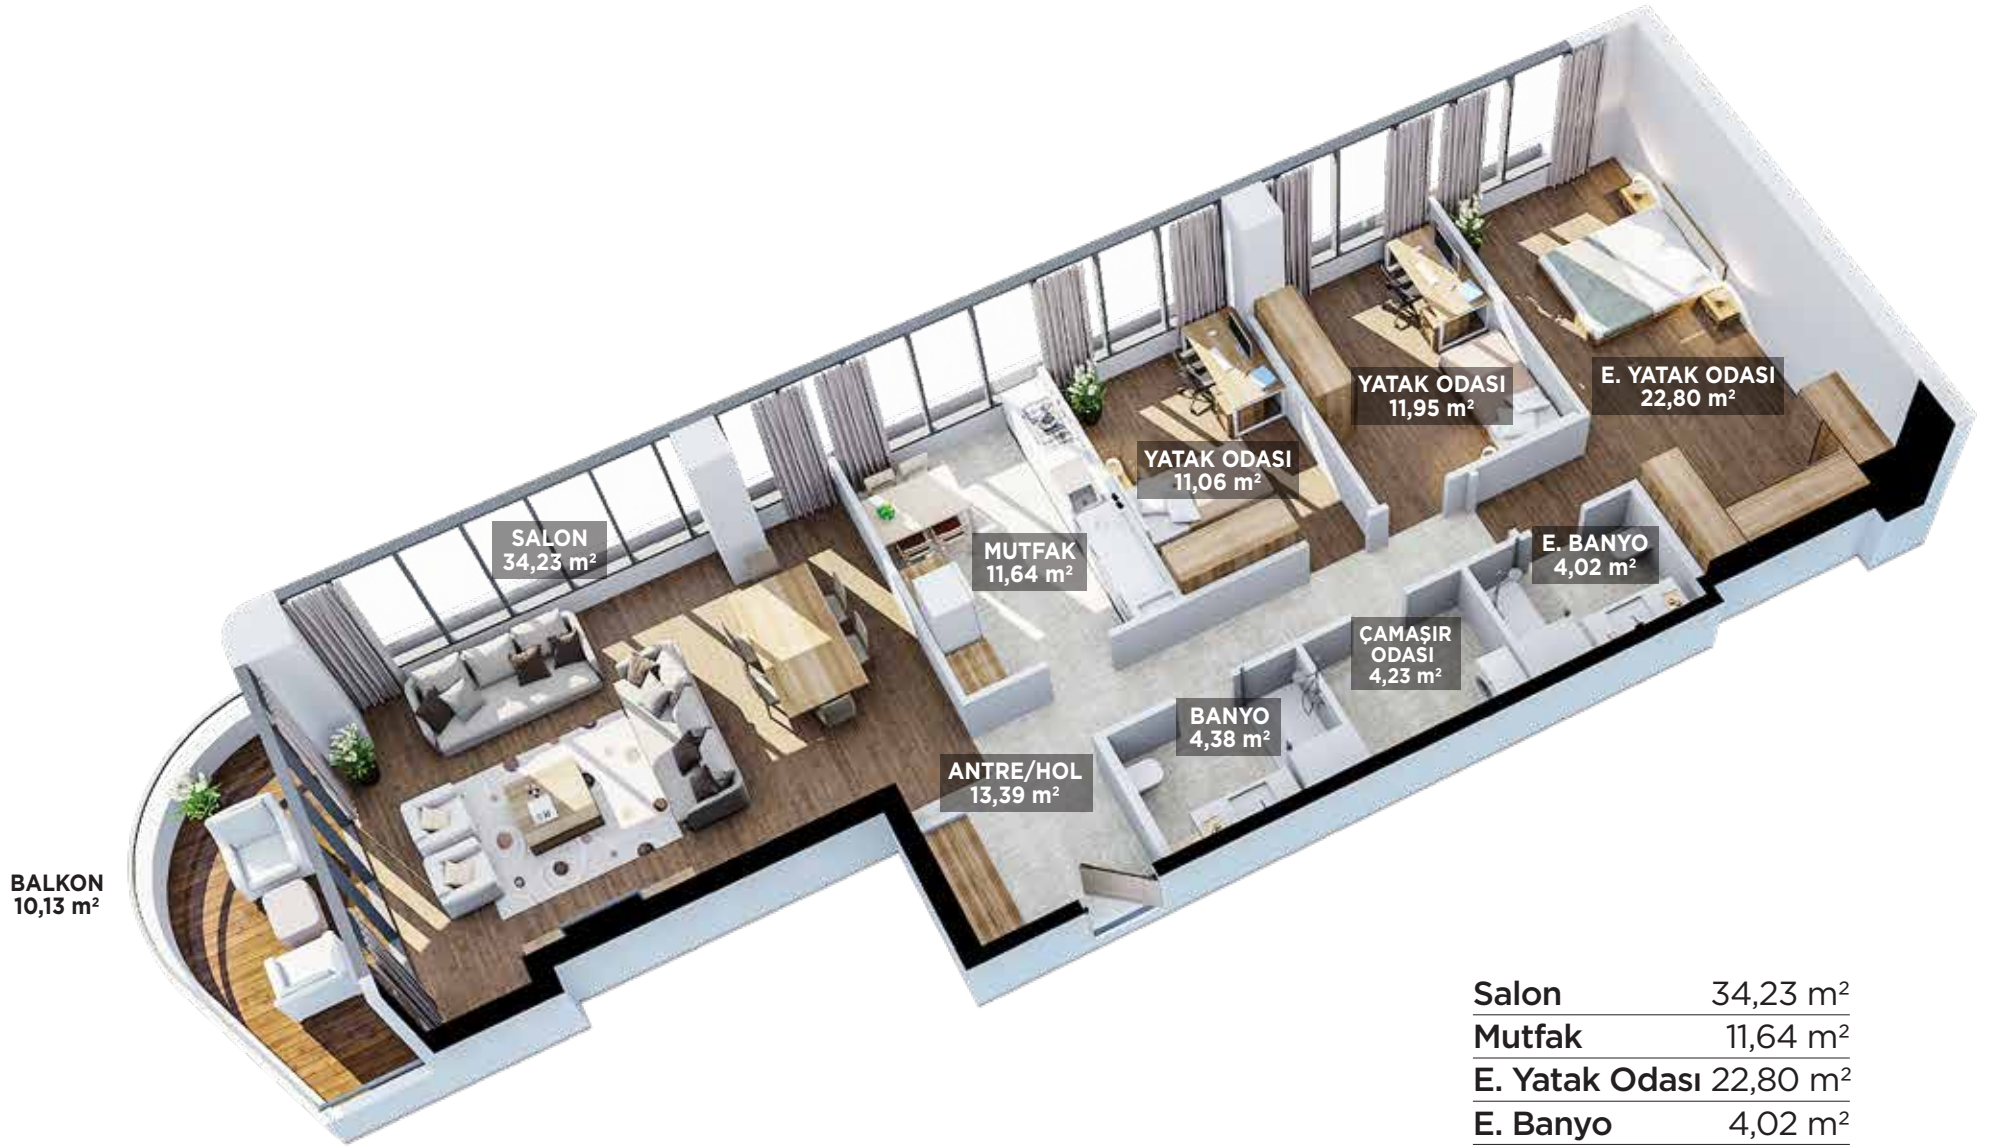 E. YATAK ODASI
22,80 m²
YATAK ODASI
11,95 m²
YATAK ODASI
11,06 m²
SALON
34,23 m²
MUTFAK
11,64 m²
E. BANYO
4,02 m²
ÇAMAŞIR
ODASI
4,23 m²
BANYO
4,38 m²
ANTRE/HOL
13,39 m²
BALKON
10,13 m²
Salon 34,23 m²
Mutfak 11,64 m²
E. Yatak Odası 22,80 m²
E. Banyo 4,02 m²